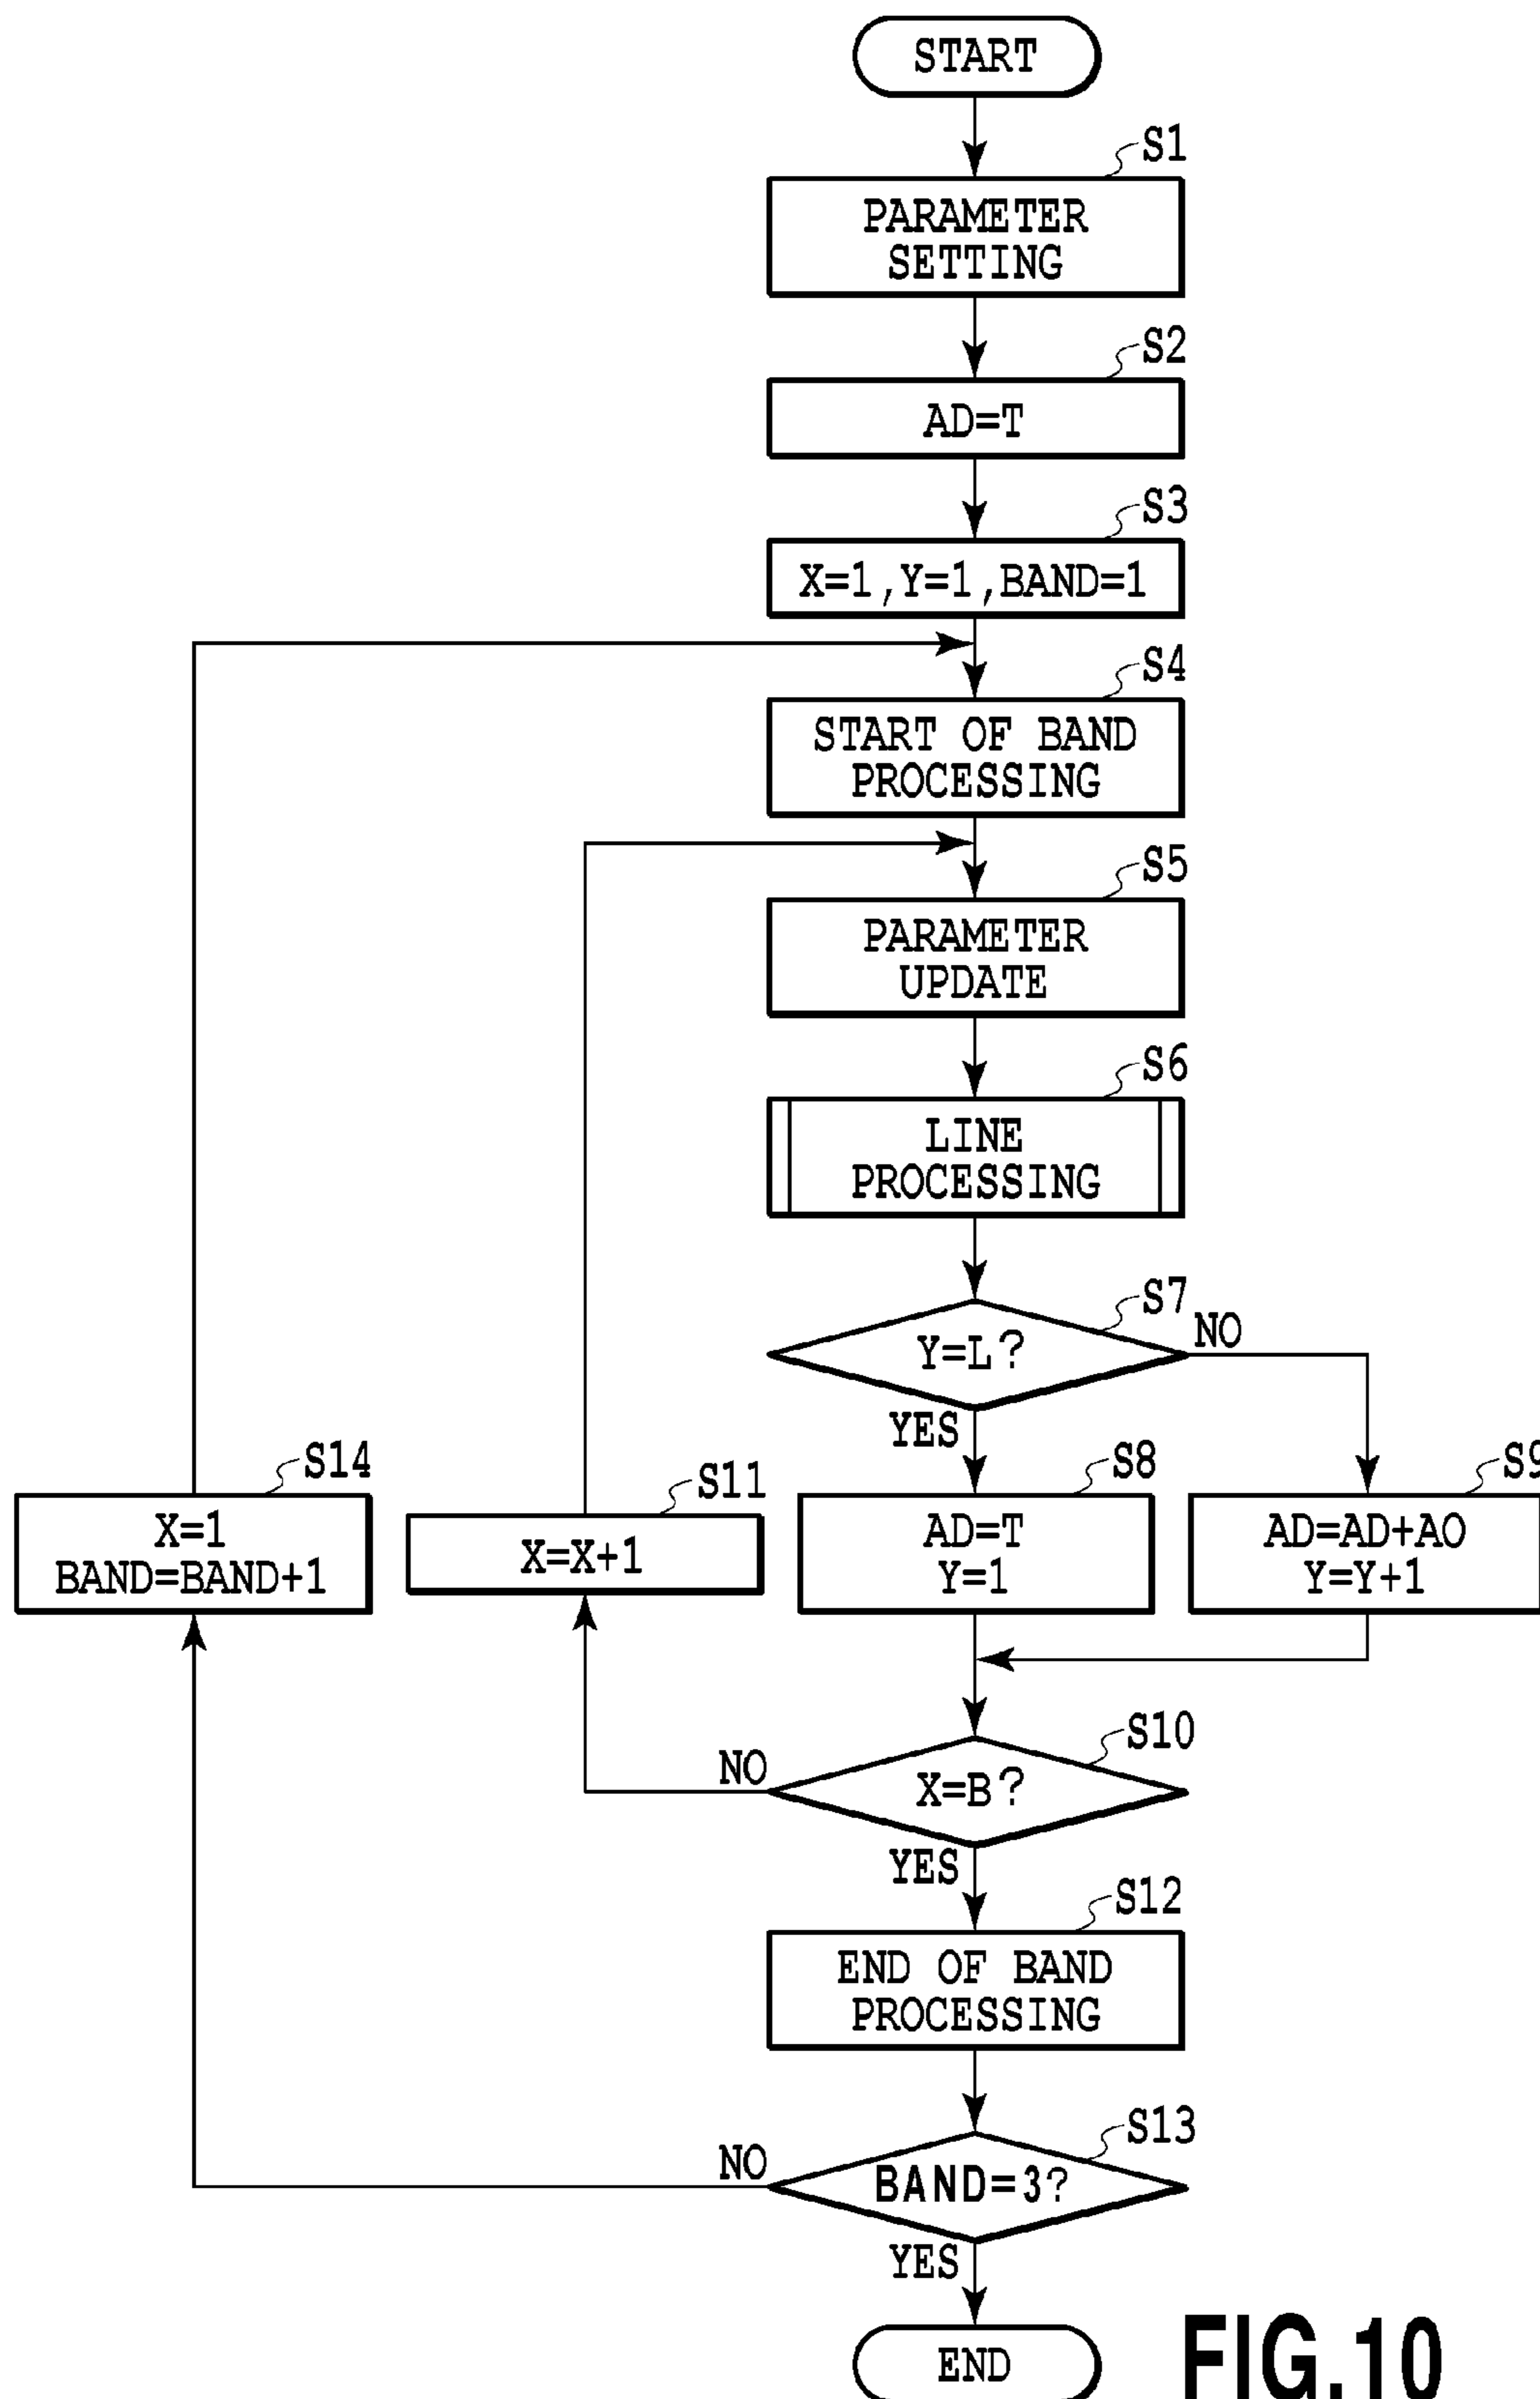 START
S1
PARAMETER
SETTING
S2
AD=T
S3
X=1,Y=1,BAND=1
S4
START OF BAND
PROCESSING
S5
PARAMETER
UPDATE
S6
LINE
PROCESSING
S7
Y=L?
NO
YES
S14
X=1
BAND=BAND+1
S11
X=X+1
S8
AD=T
Y=1
S9
AD=AD+AO
Y=Y+1
S10
X=B?
NO
YES
S12
END OF BAND
PROCESSING
S13
BAND=3?
NO
YES
END
FIG.10